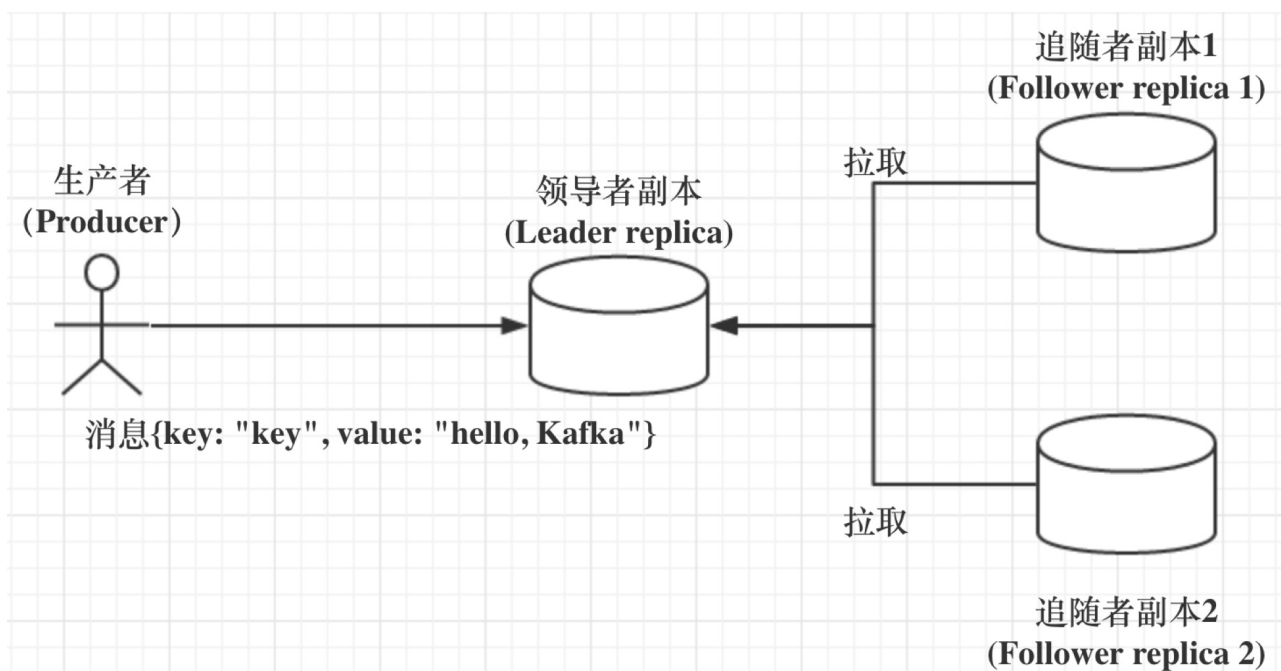 追随者副本1
(Follower replica 1)
拉取
生产者
（Producer）
领导者副本
(Leader replica)
消息{key: "key", value: "hello, Kafka"}
拉取
追随者副本2
(Follower replica 2)